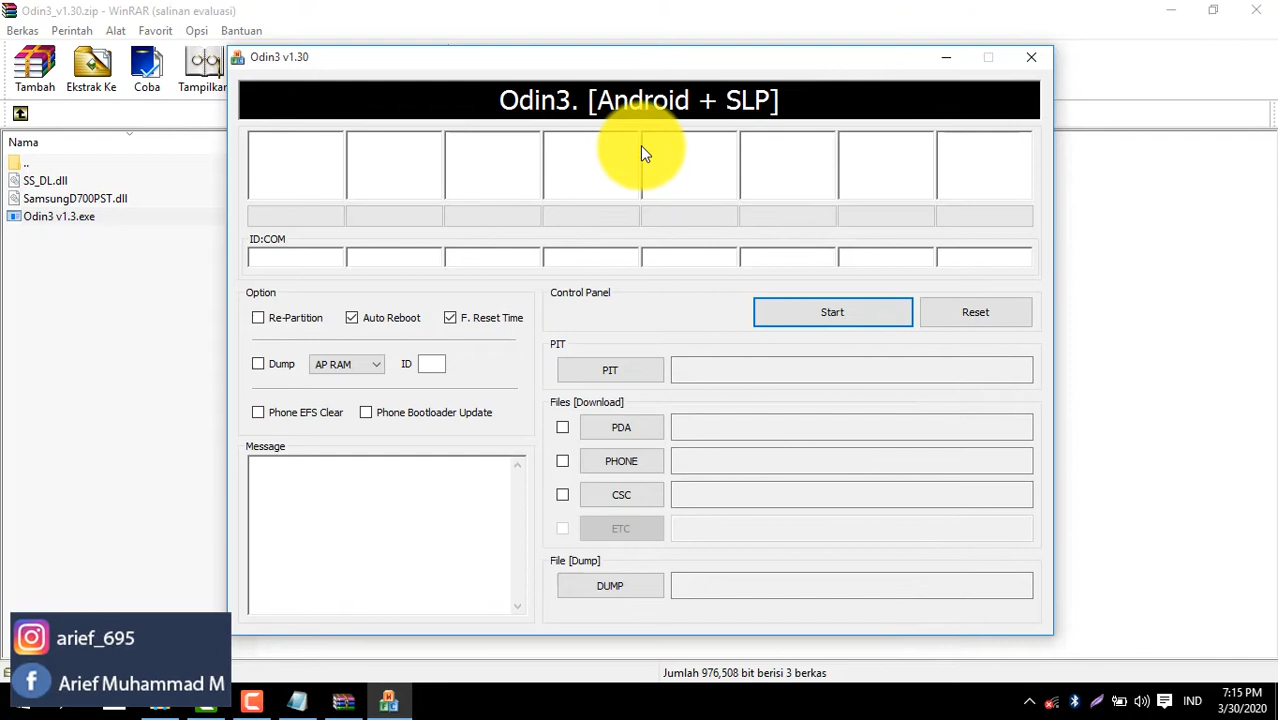 Odin3_v1.30.zip - WinRAR (salinan evaluasi)
Berkas Perintah Alat Favorit Opsi Bantuan
Tambah Ekstrak Ke Coba Tampilkan
Nama
..
SS_DL.dll
SamsungD700PST.dll
Odin3 v1.3.exe
Odin3 v1.30
Odin3. [Android + SLP]
ID:COM
Option
Re-Partition Auto Reboot F. Reset Time
Dump AP RAM ID
Phone EFS Clear Phone Bootloader Update
Message
Control Panel
Start Reset
PIT
PIT
Files [Download]
PDA
PHONE
CSC
ETC
File [Dump]
DUMP
arief_695
Arief Muhammad M
Jumlah 976,508 bit berisi 3 berkas
IND
7:15 PM
3/30/2020